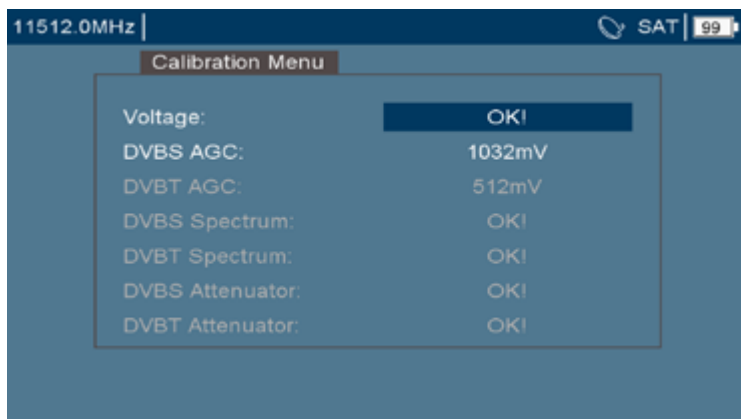 11512.0MHz SAT 99
Calibration Menu
Voltage: OK!
DVBS AGC: 1032mV
DVBT AGC: 512mV
DVBS Spectrum: OK!
DVBT Spectrum: OK!
DVBS Attenuator: OK!
DVBT Attenuator: OK!